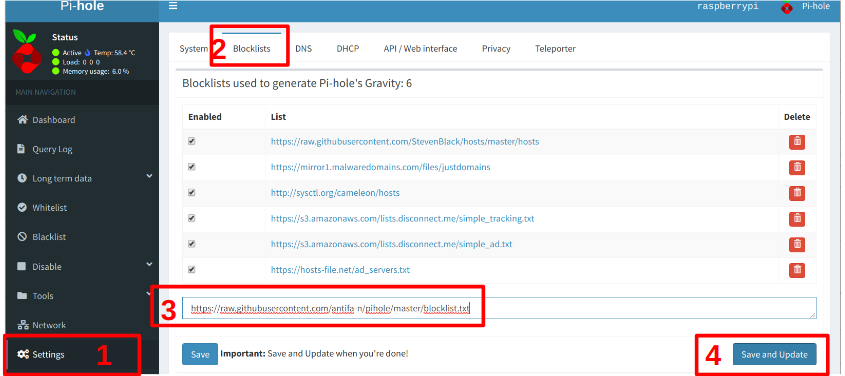 Pi-hole
raspberrypi
Pi-hole
Status
Active Temp: 58.4 °C
Load: 0 0 0
Memory usage: 6.0 %
MAIN NAVIGATION
Dashboard
Query Log
Long term data
Whitelist
Blacklist
Disable
Tools
Network
Settings
1
System
2
Blocklists
DNS
DHCP
API / Web interface
Privacy
Teleporter
Blocklists used to generate Pi-hole's Gravity: 6
Enabled List Delete
https://raw.githubusercontent.com/StevenBlack/hosts/master/hosts
https://mirror1.malwaredomains.com/files/justdomains
http://sysctl.org/cameleon/hosts
https://s3.amazonaws.com/lists.disconnect.me/simple_tracking.txt
https://s3.amazonaws.com/lists.disconnect.me/simple_ad.txt
https://hosts-file.net/ad_servers.txt
3
https://raw.githubusercontent.com/antifa n/pihole/master/blocklist.txt
Save Important: Save and Update when you're done!
4
Save and Update